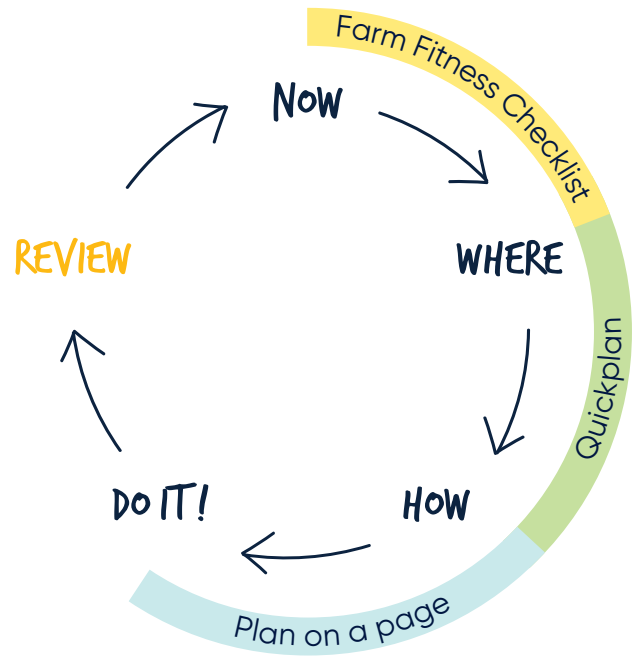 Farm Fitness Checklist
NOW
WHERE
REVIEW
Quickplan
HOW
DO IT!
Plan on a page